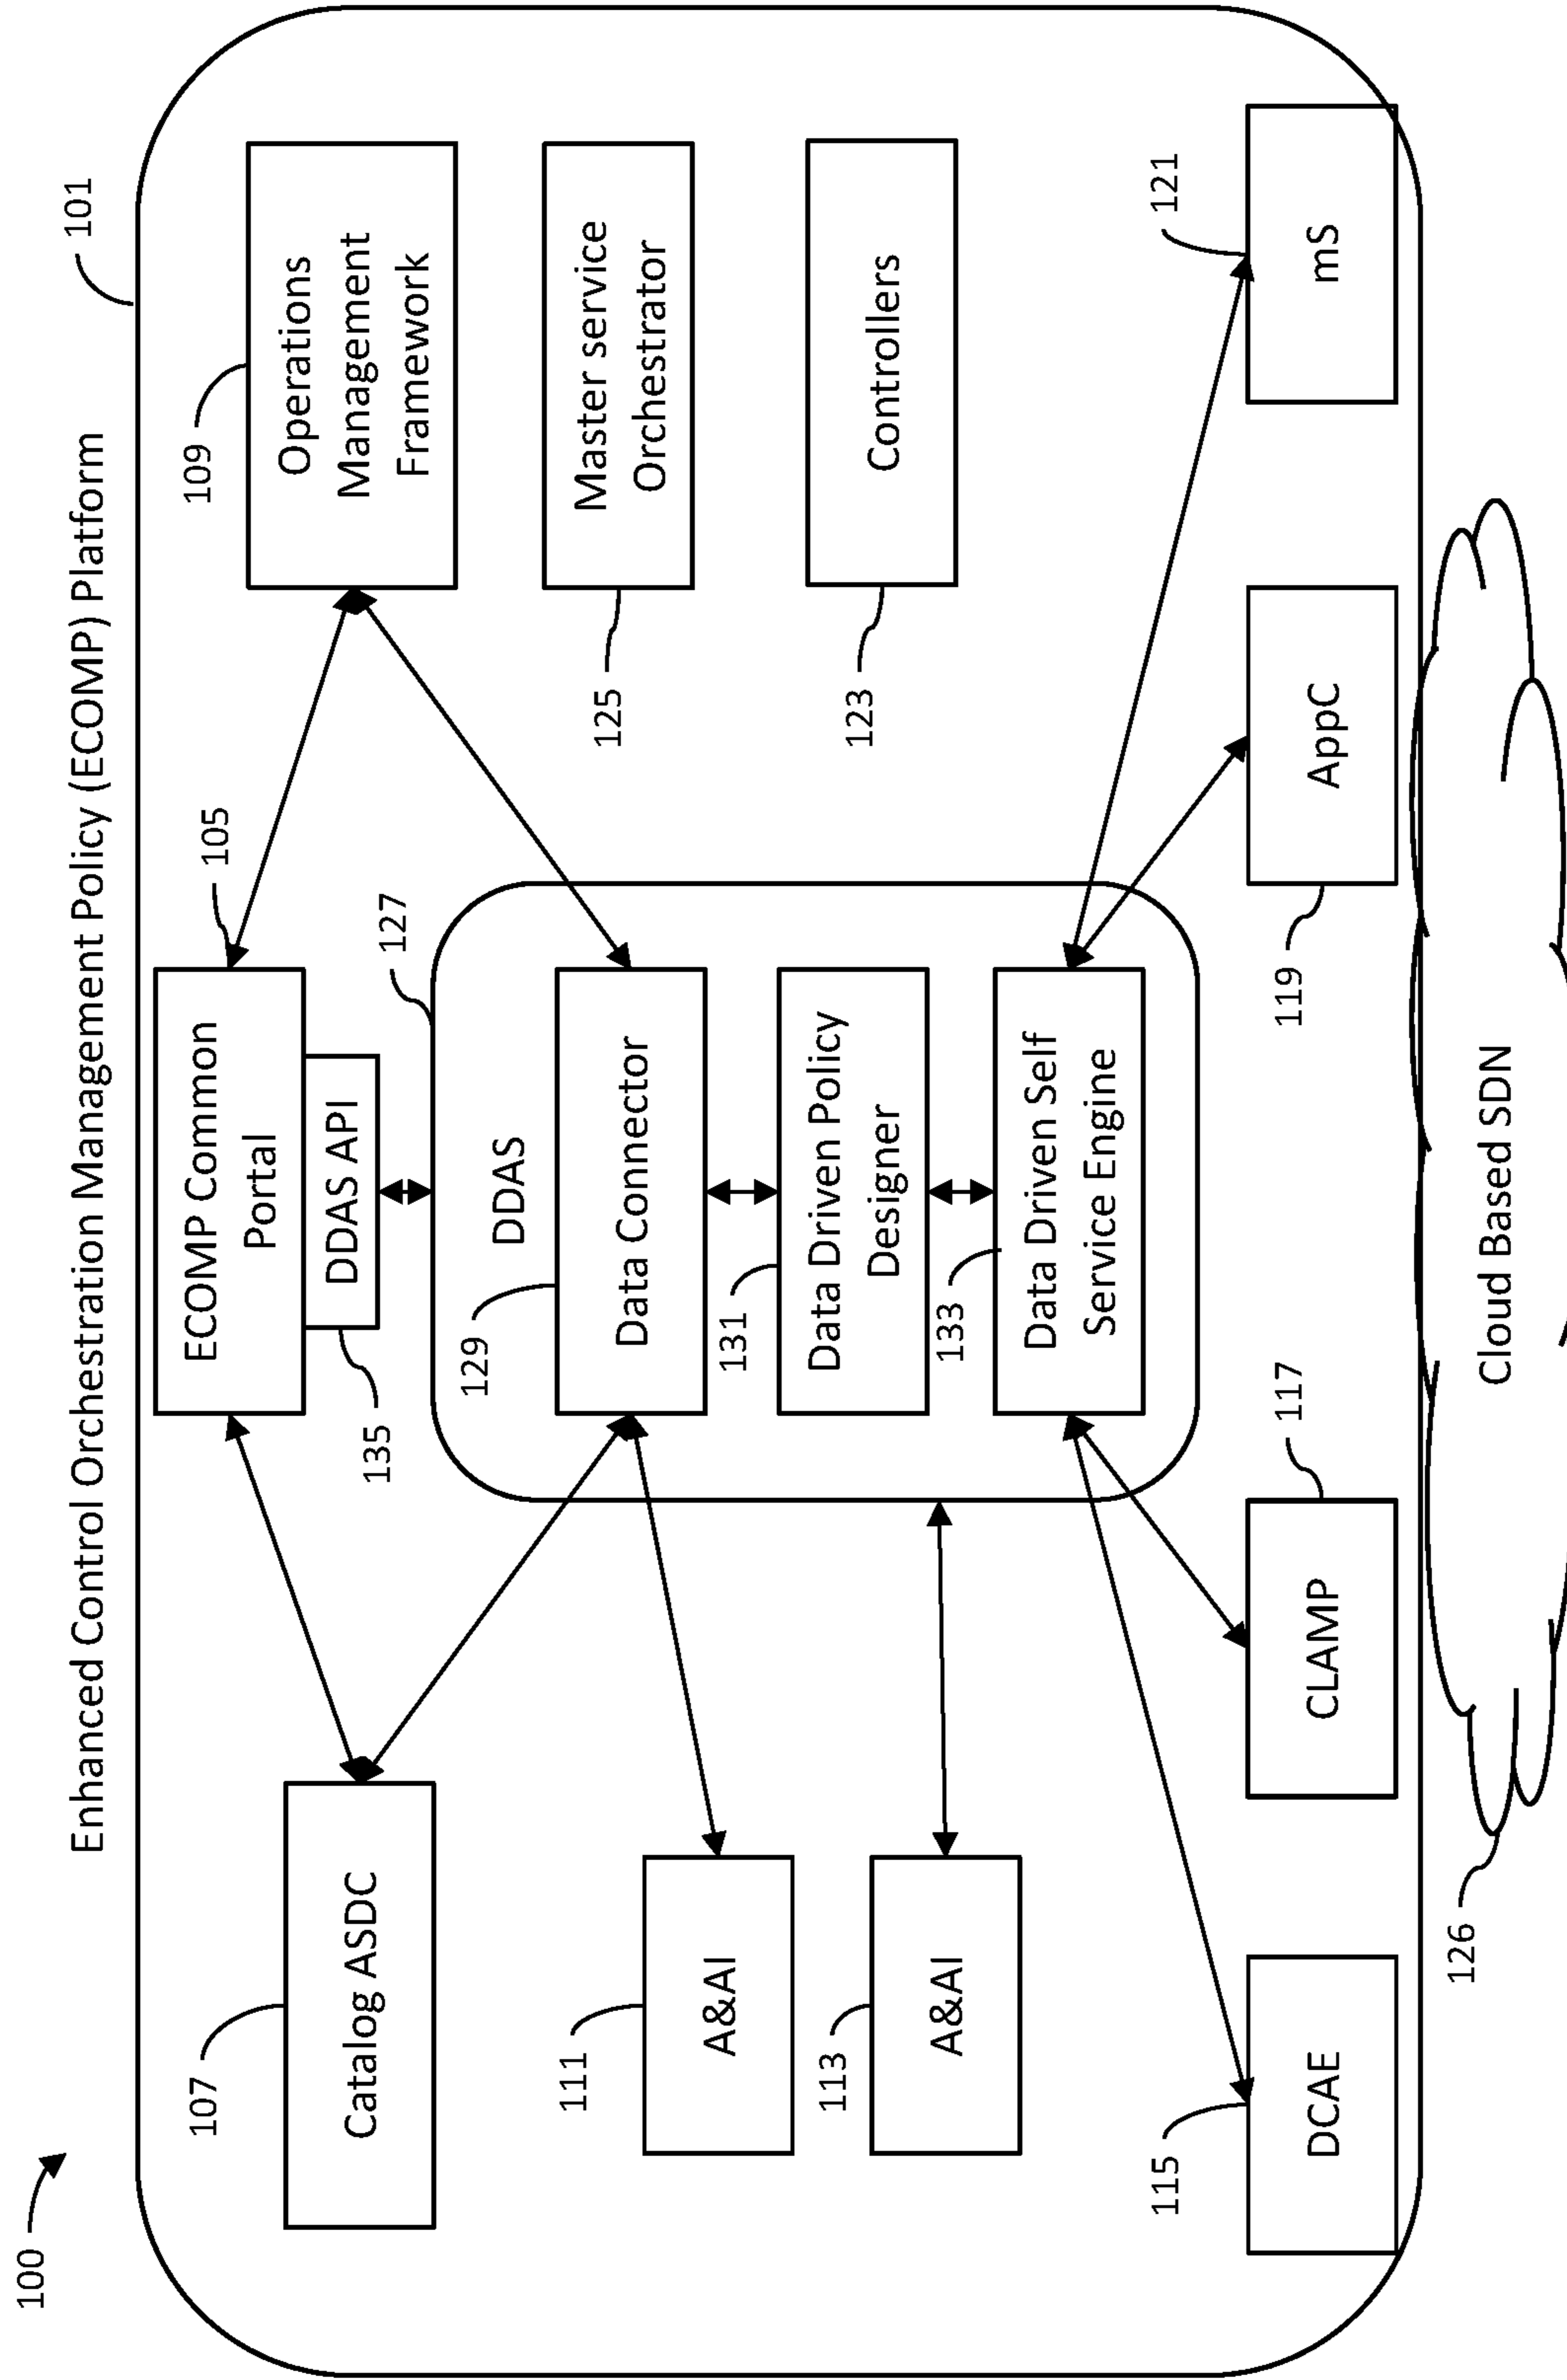 100
Enhanced Control Orchestration Management Policy (ECOMP) Platform
101
107
Catalog ASDC
ECOMP Common
Portal
105
DDAS API
135
109
Operations
Management
Framework
127
DDAS
129
Data Connector
131
Data Driven Policy
Designer
133
Data Driven Self
Service Engine
111
A&AI
113
A&AI
125
Master service
Orchestrator
123
Controllers
115
DCAE
117
CLAMP
119
AppC
121
mS
126
Cloud Based SDN